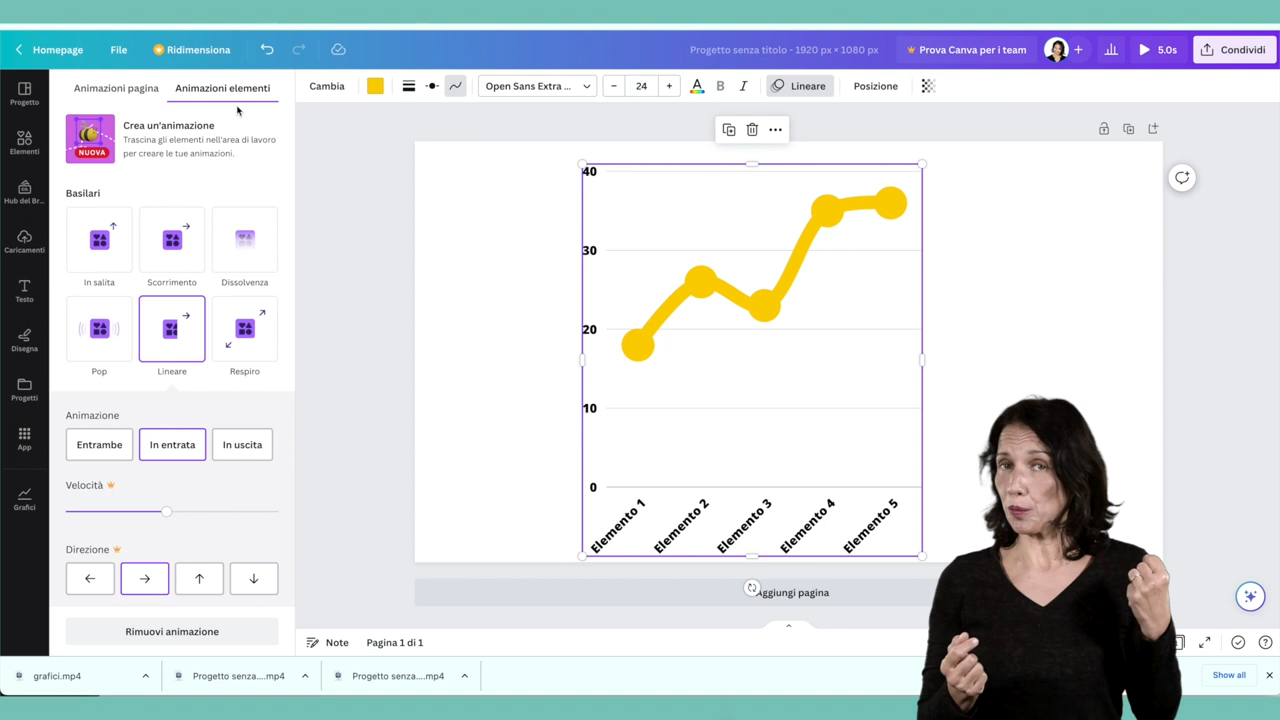 Homepage
File
Ridimensiona
Progetto senza titolo - 1920 px × 1080 px
Prova Canva per i team
5.0s
Condividi
Progetto
Elementi
Hub del Br...
Caricamenti
Testo
Disegna
Progetti
App
Grafici
Animazioni pagina
Animazioni elementi
NUOVA
Crea un'animazione
Trascina gli elementi nell'area di lavoro
per creare le tue animazioni.
Basilari
In salita
Scorrimento
Dissolvenza
Pop
Lineare
Respiro
Animazione
Entrambe
In entrata
In uscita
Velocità
Direzione
Rimuovi animazione
Cambia
Open Sans Extra ...
– 24 +
A
B
I
Lineare
Posizione
40
30
20
10
0
Elemento 1
Elemento 2
Elemento 3
Elemento 4
Elemento 5
Aggiungi pagina
Note
Pagina 1 di 1
grafici.mp4
Progetto senza....mp4
Progetto senza....mp4
Show all